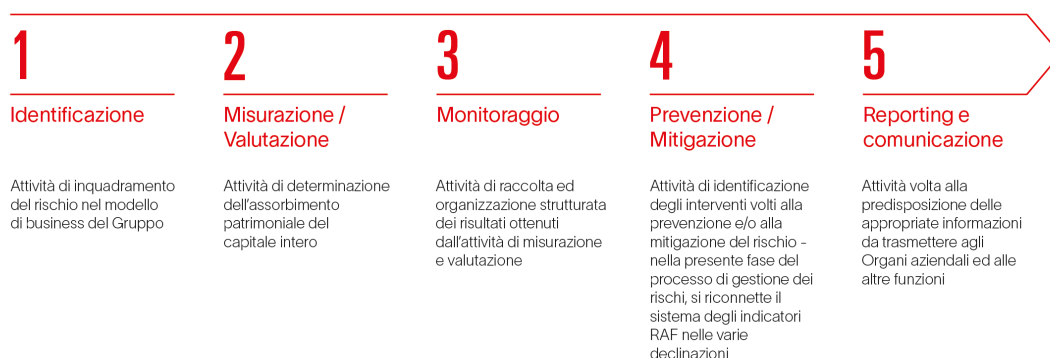 1
Identificazione
Attività di inquadramento
del rischio nel modello
di business del Gruppo
2
Misurazione /
Valutazione
Attività di determinazione
dell'assorbimento
patrimoniale del
capitale intero
3
Monitoraggio
Attività di raccolta ed
organizzazione strutturata
dei risultati ottenuti
dall'attività di misurazione
e valutazione
4
Prevenzione /
Mitigazione
Attività di identificazione
degli interventi volti alla
prevenzione e/o alla
mitigazione del rischio -
nella presente fase del
processo di gestione dei
rischi, si riconnette il
sistema degli indicatori
RAF nelle varie
declinazioni
5
Reporting e
comunicazione
Attività volta alla
predisposizione delle
appropriate informazioni
da trasmettere agli
Organi aziendali ed alle
altre funzioni